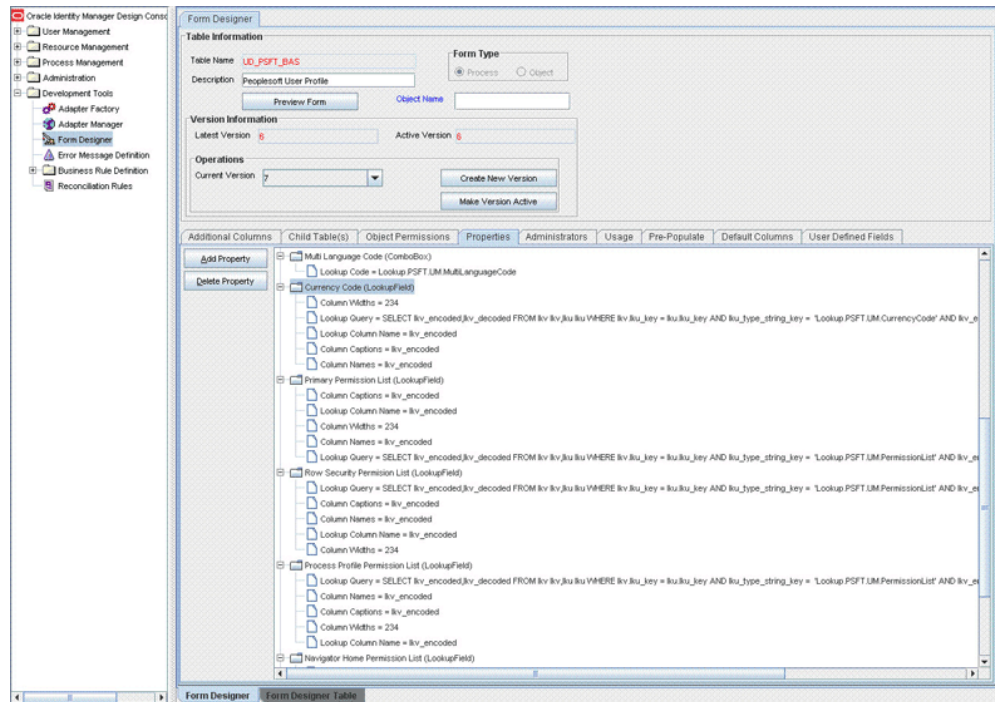 Oracle Identity Manager Design Consc
User Management
Resource Management
Process Management
Administration
Development Tools
Adapter Factory
Adapter Manager
Form Designer
Error Message Definition
Business Rule Definition
Reconciliation Rules
Form Designer
Table Information
Table Name UD_PSFT_BAS
Form Type
Process Object
Description Peoplesoft User Profile
Preview Form
Object Name
Version Information
Latest Version 6 Active Version 6
Operations
Current Version 7
Create New Version
Make Version Active
Additional Columns Child Table(s) Object Permissions Properties Administrators Usage Pre-Populate Default Columns User Defined Fields
Add Property
Delete Property
Multi Language Code (ComboBox)
Lookup Code = Lookup.PSFT.UM.MultiLanguageCode
Currency Code (LookupField)
Column Widths = 234
Lookup Query = SELECT lkv_encoded,lkv_decoded FROM lkv lkv,lku lku WHERE lkv.lku_key = lku.lku_key AND lku_type_string_key = 'Lookup.PSFT.UM.CurrencyCode' AND lkv_e
Lookup Column Name = lkv_encoded
Column Captions = lkv_encoded
Column Names = lkv_encoded
Primary Permission List (LookupField)
Column Captions = lkv_encoded
Lookup Column Name = lkv_encoded
Column Widths = 234
Column Names = lkv_encoded
Lookup Query = SELECT lkv_encoded,lkv_decoded FROM lkv lkv,lku lku WHERE lkv.lku_key = lku.lku_key AND lku_type_string_key = 'Lookup.PSFT.UM.PermissionList' AND lkv_e
Row Security Permision List (LookupField)
Lookup Query = SELECT lkv_encoded,lkv_decoded FROM lkv lkv,lku lku WHERE lkv.lku_key = lku.lku_key AND lku_type_string_key = 'Lookup.PSFT.UM.PermissionList' AND lkv_e
Column Captions = lkv_encoded
Column Names = lkv_encoded
Lookup Column Name = lkv_encoded
Column Widths = 234
Process Profile Permission List (LookupField)
Lookup Query = SELECT lkv_encoded,lkv_decoded FROM lkv lkv,lku lku WHERE lkv.lku_key = lku.lku_key AND lku_type_string_key = 'Lookup.PSFT.UM.PermissionList' AND lkv_e
Column Names = lkv_encoded
Column Captions = lkv_encoded
Column Widths = 234
Lookup Column Name = lkv_encoded
Navigator Home Permission List (LookupField)
Form Designer Form Designer Table